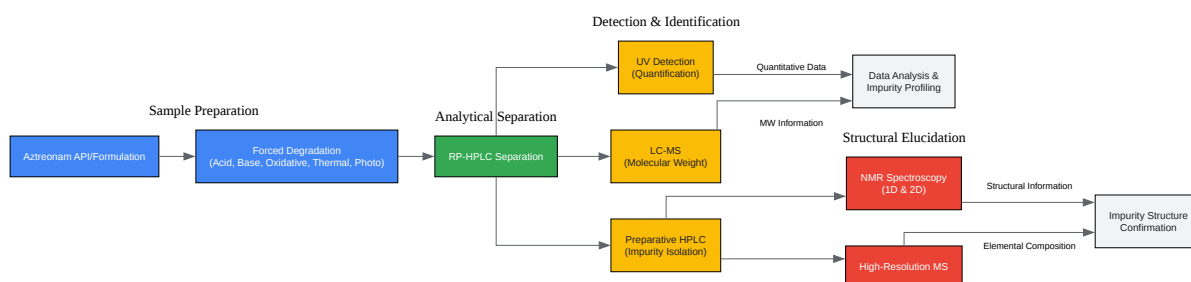 Detection & Identification
UV Detection
(Quantification)
Quantitative Data
Data Analysis &
Impurity Profiling
Sample Preparation
Analytical Separation
MW Information
Structural Elucidation
Aztreonam API/Formulation
Forced Degradation
(Acid, Base, Oxidative, Thermal, Photo)
RP-HPLC Separation
LC-MS
(Molecular Weight)
NMR Spectroscopy
(1D & 2D)
Structural Information
Impurity Structure
Confirmation
Preparative HPLC
(Impurity Isolation)
Elemental Composition
High-Resolution MS